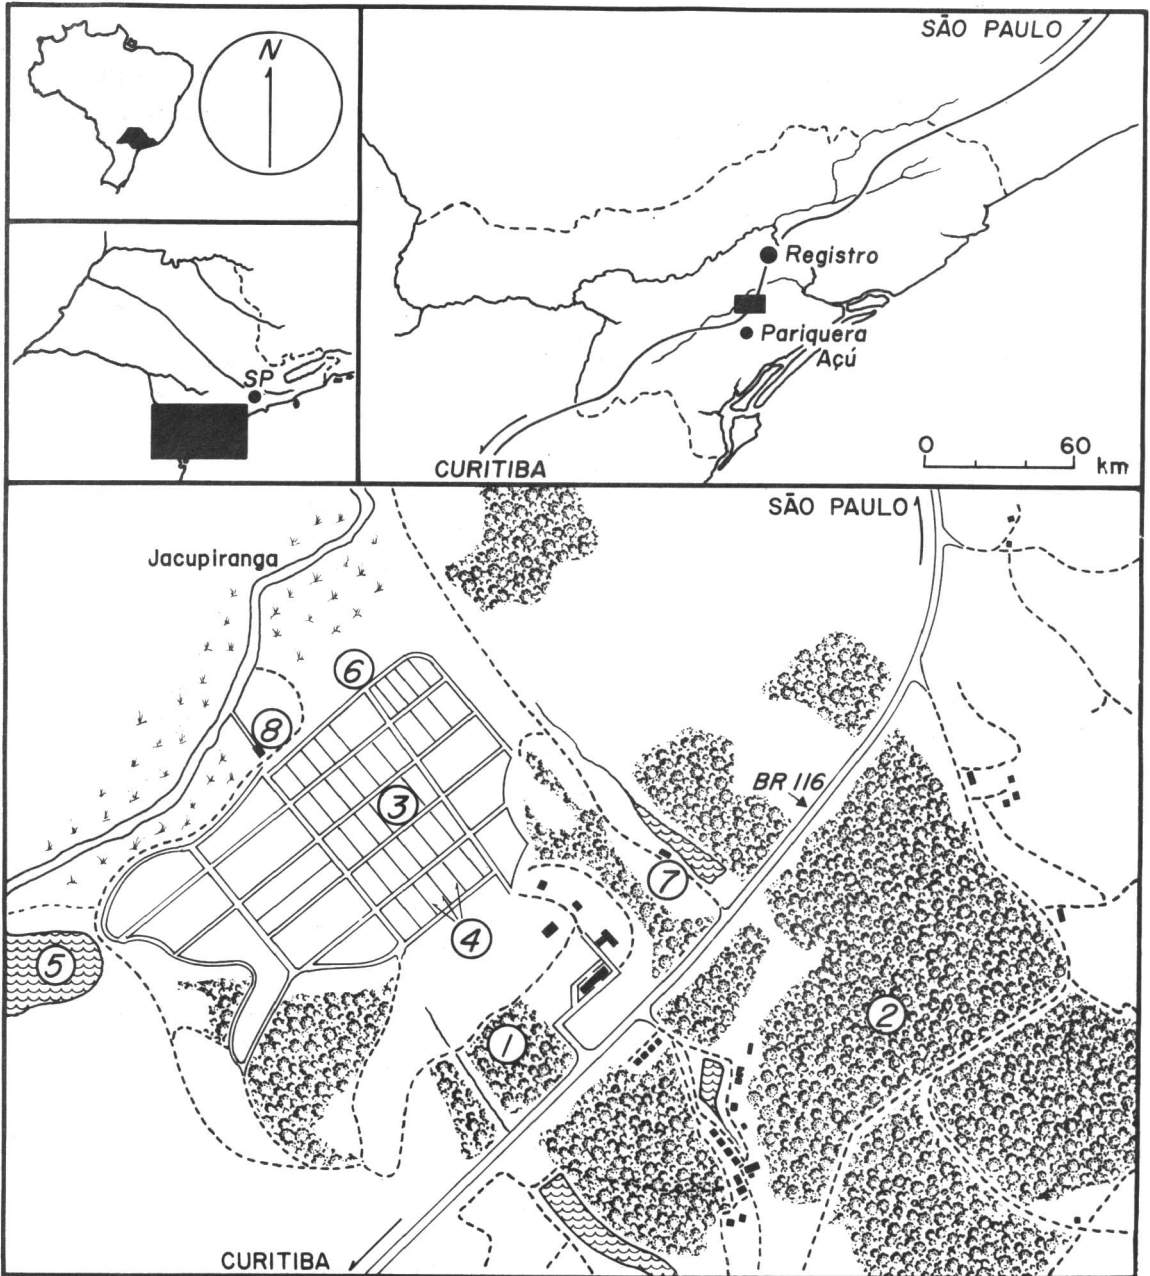 N
SP
SÃO PAULO
Registro
Pariquera
Açú
CURITIBA
0 60
km
SÃO PAULO
Jacupiranga
6
8
BR 116
3
7
4
5
2
1
CURITIBA